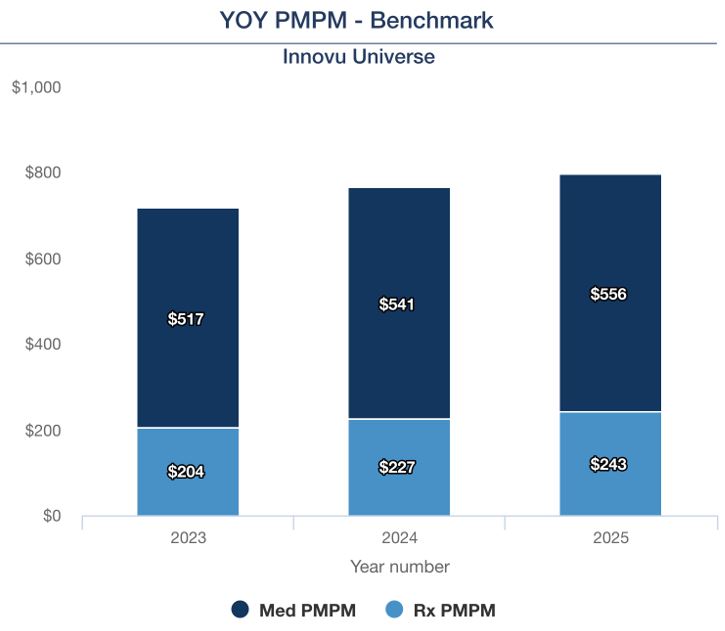 YOY PMPM - Benchmark
Innovu Universe
$1,000
$800
$600
$400
$200
$0
$517
$541
$556
$204
$227
$243
2023 2024 2025
Year number
Med PMPM Rx PMPM